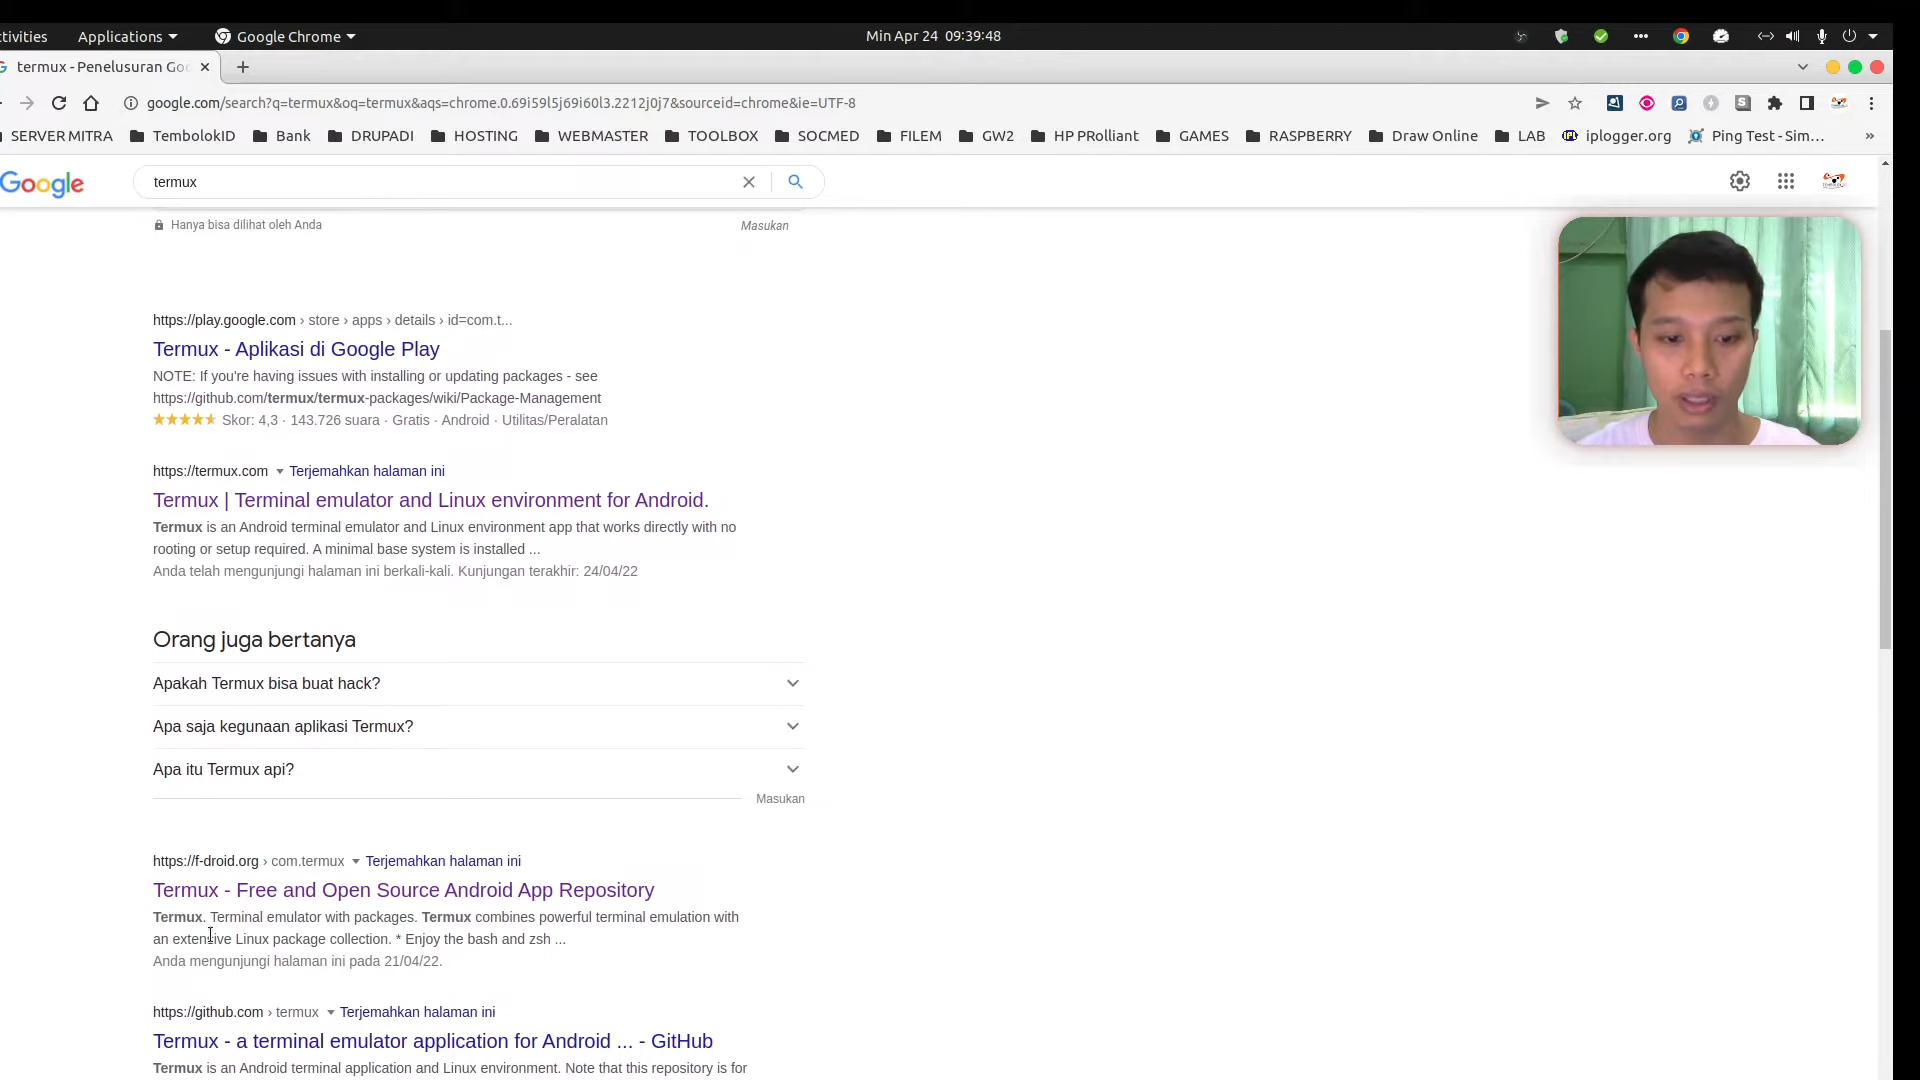 ctivities Applications Google Chrome Min Apr 24 09:39:48
termux - Penelusuran Goo
google.com/search?q=termux&oq=termux&aqs=chrome.0.69i59l5j69i60l3.2212j0j7&sourceid=chrome&ie=UTF-8
SERVER MITRA TembolokID Bank DRUPADI HOSTING WEBMASTER TOOLBOX SOCMED FILEM GW2 HP PRolliant GAMES RASPBERRY Draw Online LAB iplogger.org Ping Test - Sim... »
Google termux
Hanya bisa dilihat oleh Anda Masukan
https://play.google.com › store › apps › details › id=com.t...
Termux - Aplikasi di Google Play
NOTE: If you're having issues with installing or updating packages - see
https://github.com/termux/termux-packages/wiki/Package-Management
Skor: 4,3 · 143.726 suara · Gratis · Android · Utilitas/Peralatan
https://termux.com Terjemahkan halaman ini
Termux | Terminal emulator and Linux environment for Android.
Termux is an Android terminal emulator and Linux environment app that works directly with no
rooting or setup required. A minimal base system is installed ...
Anda telah mengunjungi halaman ini berkali-kali. Kunjungan terakhir: 24/04/22
Orang juga bertanya
Apakah Termux bisa buat hack?
Apa saja kegunaan aplikasi Termux?
Apa itu Termux api?
Masukan
https://f-droid.org › com.termux Terjemahkan halaman ini
Termux - Free and Open Source Android App Repository
Termux. Terminal emulator with packages. Termux combines powerful terminal emulation with
an extensive Linux package collection. * Enjoy the bash and zsh ...
Anda mengunjungi halaman ini pada 21/04/22.
https://github.com › termux Terjemahkan halaman ini
Termux - a terminal emulator application for Android ... - GitHub
Termux is an Android terminal application and Linux environment. Note that this repository is for